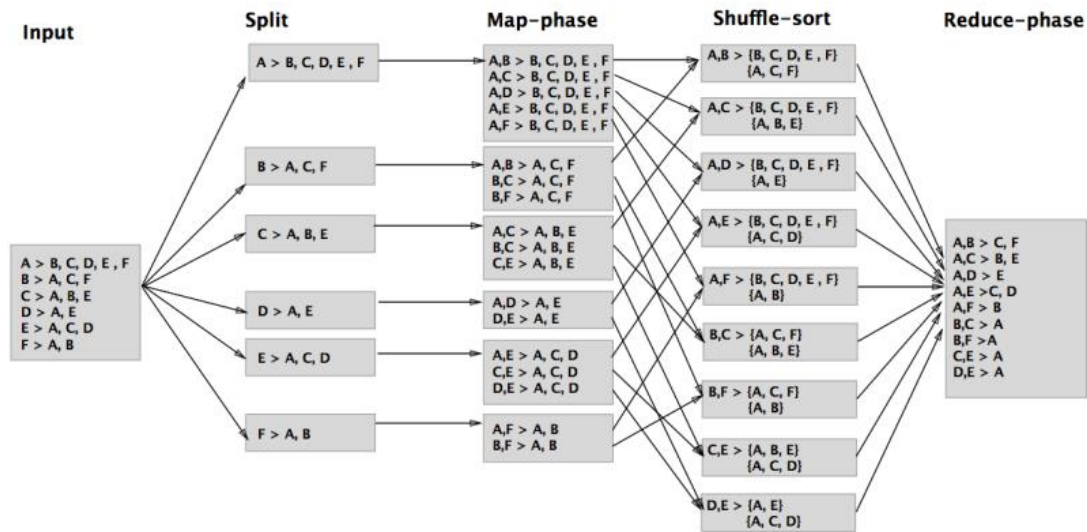 Input
A > B, C, D, E , F
B > A, C, F
C > A, B, E
D > A, E
E > A, C, D
F > A, B
Split
A > B, C, D, E , F
B > A, C, F
C > A, B, E
D > A, E
E > A, C, D
F > A, B
Map-phase
A,B > B, C, D, E , F
A,C > B, C, D, E , F
A,D > B, C, D, E , F
A,E > B, C, D, E , F
A,F > B, C, D, E , F
A,B > A, C, F
B,C > A, C, F
B,F > A, C, F
A,C > A, B, E
B,C > A, B, E
C,E > A, B, E
A,D > A, E
D,E > A, E
A,E > A, C, D
C,E > A, C, D
D,E > A, C, D
A,F > A, B
B,F > A, B
Shuffle-sort
A,B > {B, C, D, E , F}
{A, C, F}
A,C > {B, C, D, E , F}
{A, B, E}
A,D > {B, C, D, E , F}
{A, E}
A,E > {B, C, D, E , F}
{A, C, D}
A,F > {B, C, D, E , F}
{A, B}
B,C > {A, C, F}
{A, B, E}
B,F > {A, C, F}
{A, B}
C,E > {A, B, E}
{A, C, D}
D,E > {A, E}
{A, C, D}
Reduce-phase
A,B > C, F
A,C > B, E
A,D > E
A,E >C, D
A,F > B
B,C > A
B,F >A
C,E > A
D,E > A